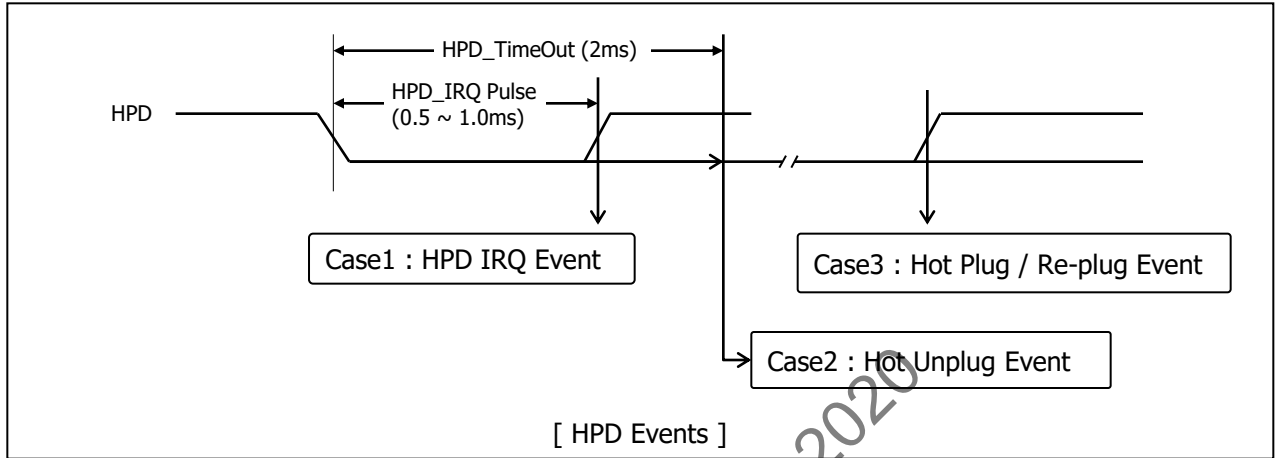 HPD_TimeOut (2ms)
HPD_IRQ Pulse
(0.5 ~ 1.0ms)
HPD
Case1 : HPD IRQ Event
Case3 : Hot Plug / Re-plug Event
Case2 : Hot Unplug Event
2020
[ HPD Events ]